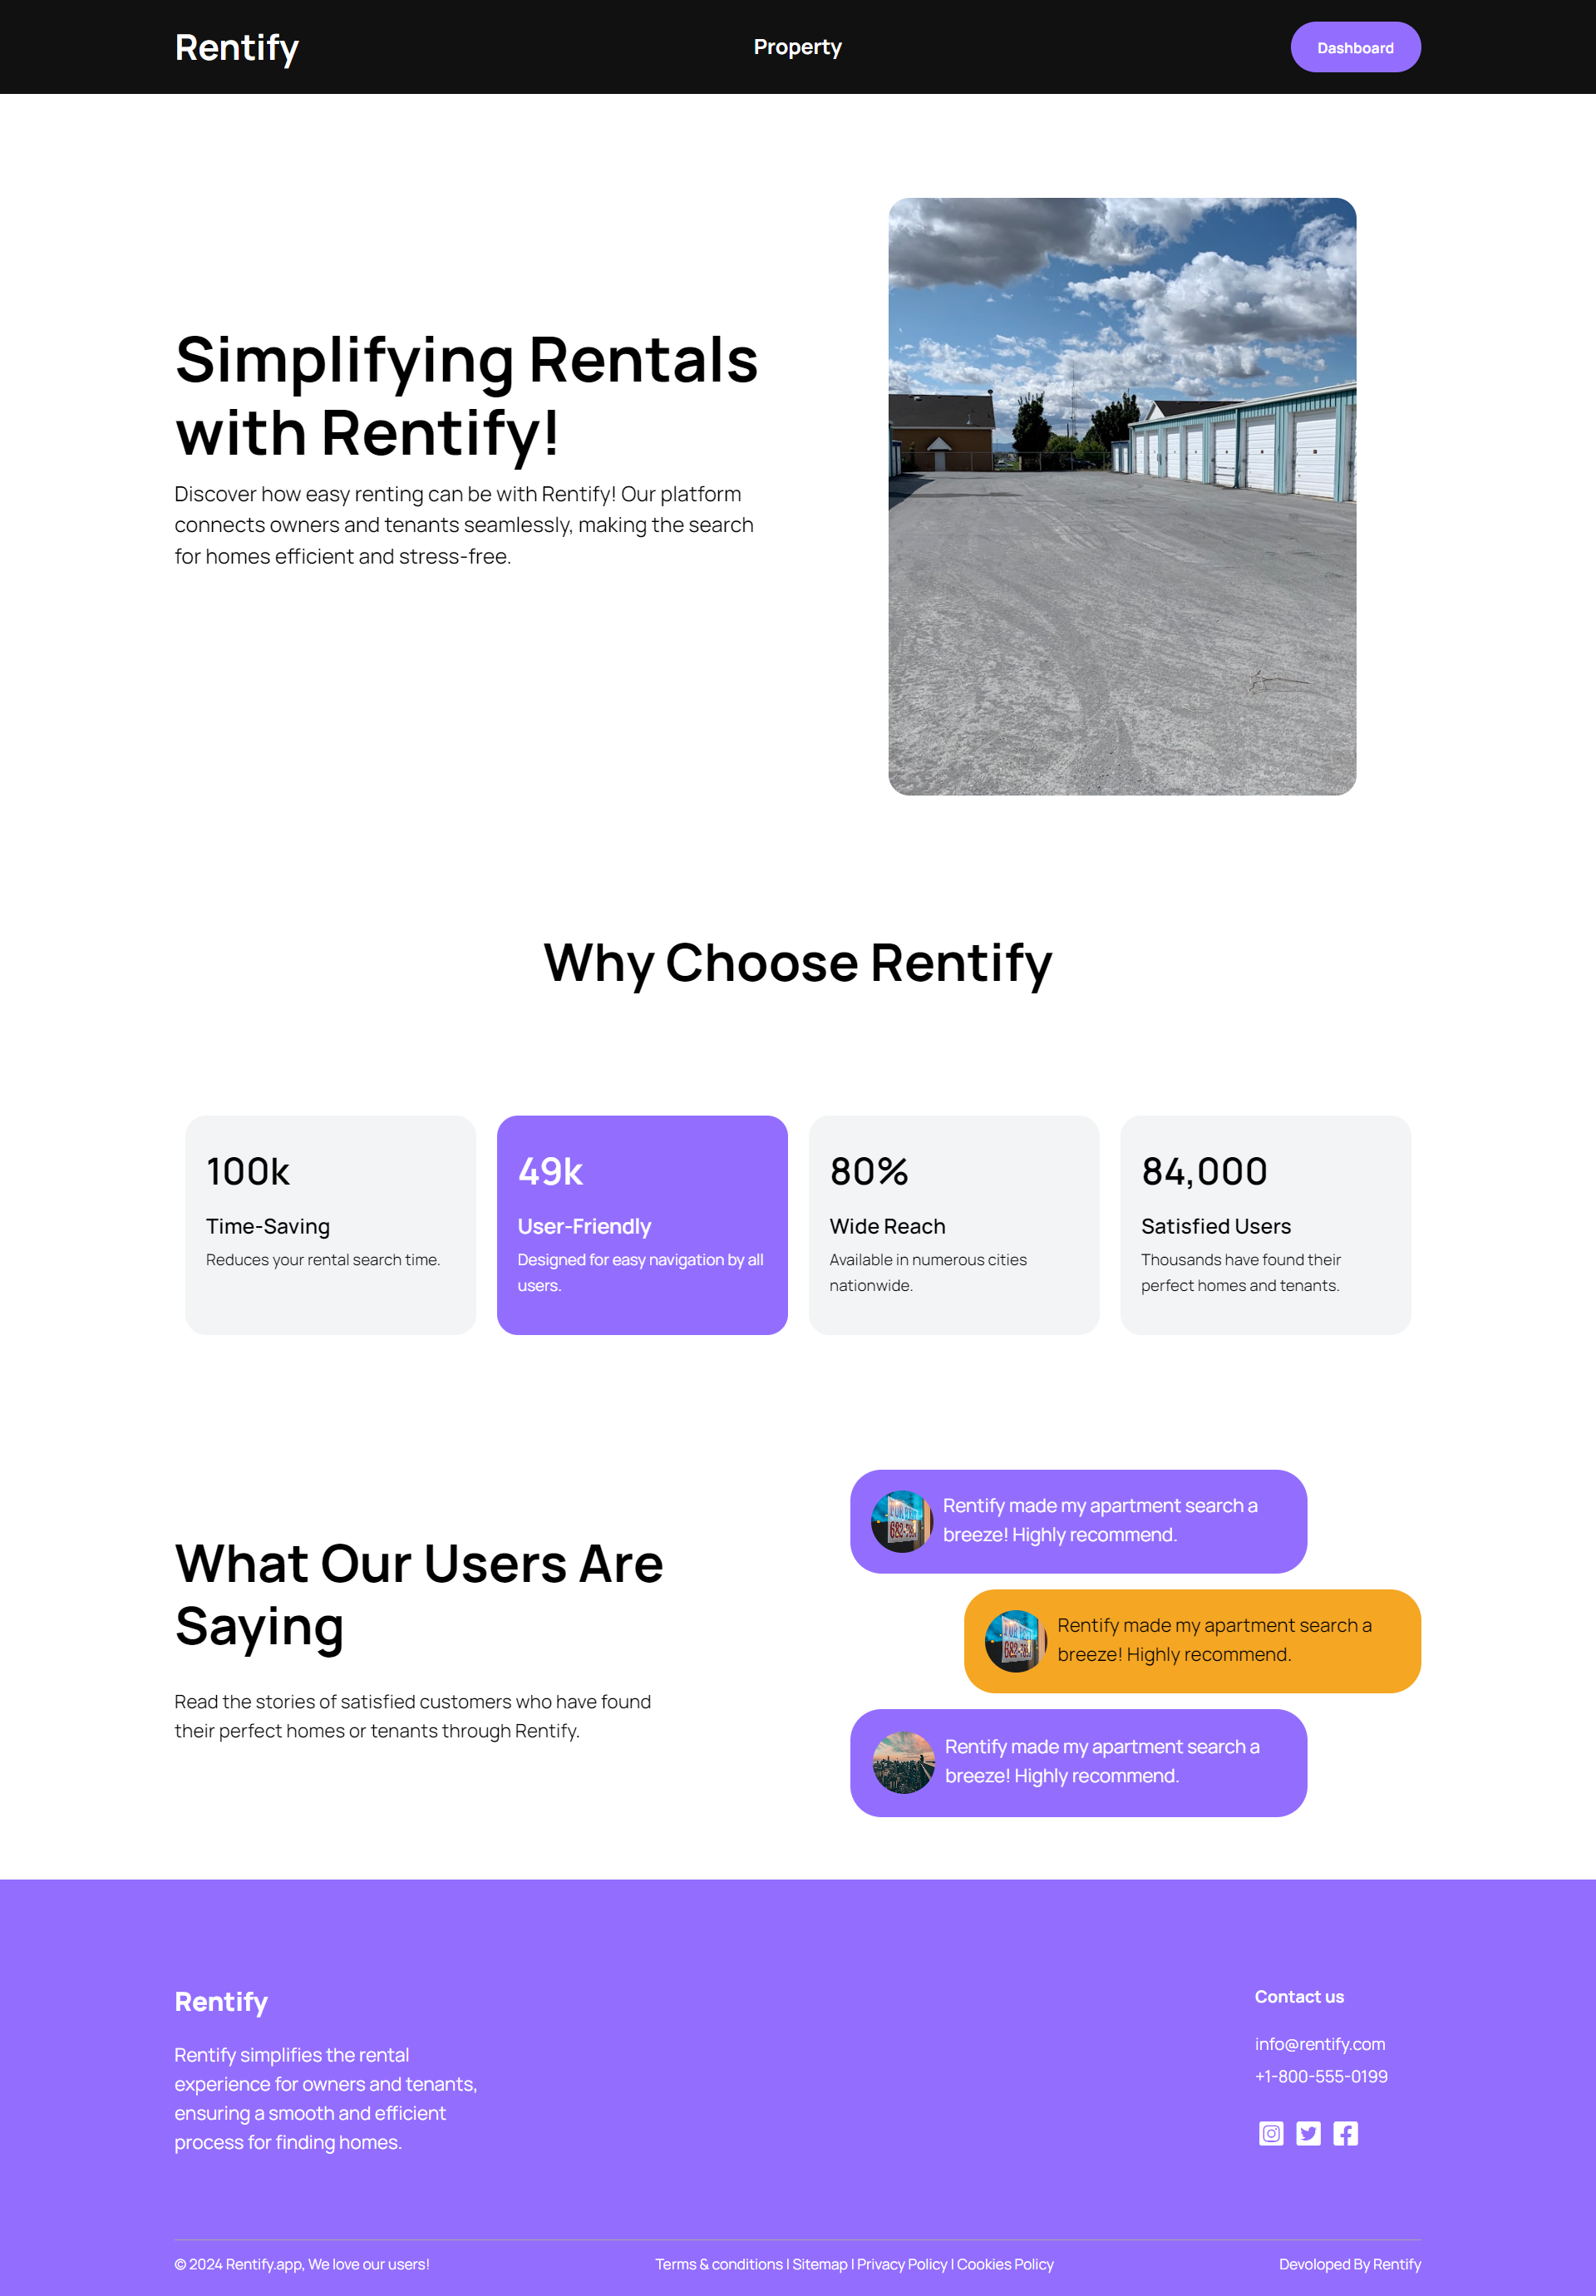 Rentify
Property
Dashboard
Simplifying Rentals
with Rentify!
Discover how easy renting can be with Rentify! Our platform
connects owners and tenants seamlessly, making the search
for homes efficient and stress-free.
Why Choose Rentify
100k
Time-Saving
Reduces your rental search time.
49k
User-Friendly
Designed for easy navigation by all
users.
80%
Wide Reach
Available in numerous cities
nationwide.
84,000
Satisfied Users
Thousands have found their
perfect homes and tenants.
What Our Users Are
Saying
Read the stories of satisfied customers who have found
their perfect homes or tenants through Rentify.
Rentify made my apartment search a
breeze! Highly recommend.
Rentify made my apartment search a
breeze! Highly recommend.
Rentify made my apartment search a
breeze! Highly recommend.
Rentify
Rentify simplifies the rental
experience for owners and tenants,
ensuring a smooth and efficient
process for finding homes.
Contact us
info@rentify.com
+1-800-555-0199
© 2024 Rentify.app, We love our users!
Terms & conditions | Sitemap | Privacy Policy | Cookies Policy
Devoloped By Rentify